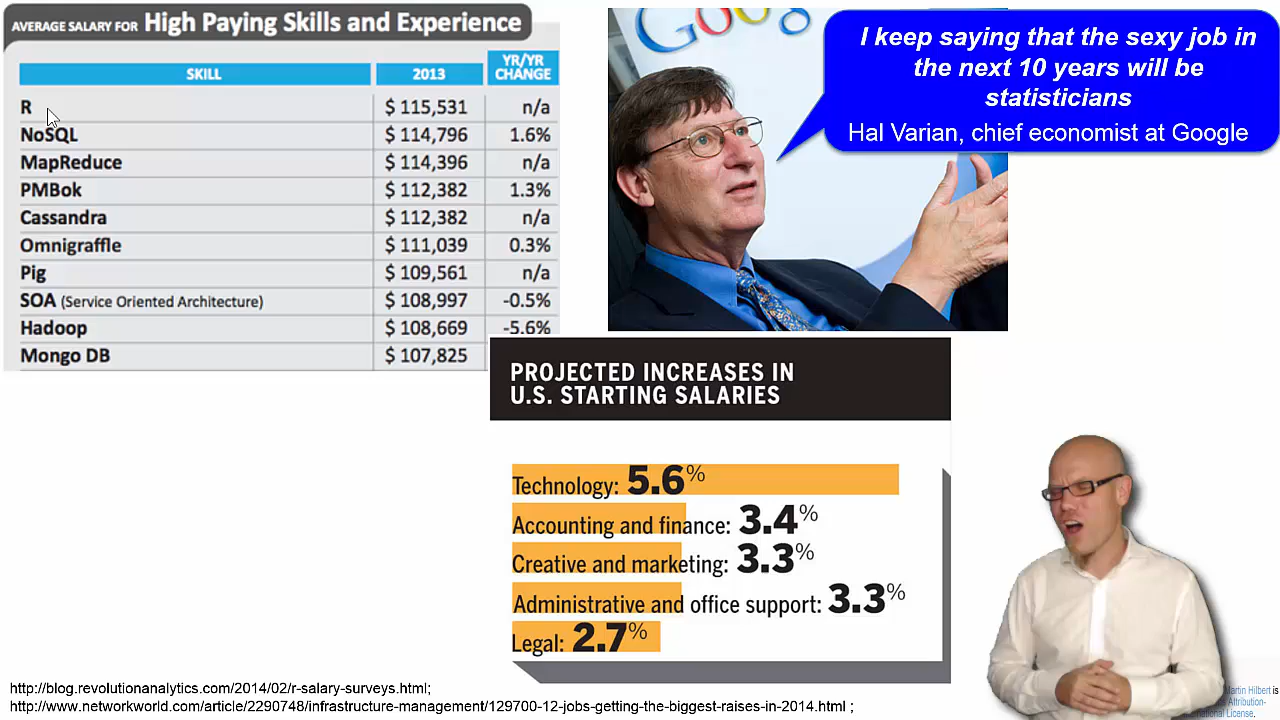 AVERAGE SALARY FOR High Paying Skills and Experience
SKILL 2013 YR/YR CHANGE
R $ 115,531 n/a
NoSQL $ 114,796 1.6%
MapReduce $ 114,396 n/a
PMBok $ 112,382 1.3%
Cassandra $ 112,382 n/a
Omnigraffle $ 111,039 0.3%
Pig $ 109,561 n/a
SOA (Service Oriented Architecture) $ 108,997 -0.5%
Hadoop $ 108,669 -5.6%
Mongo DB $ 107,825
Goog
I keep saying that the sexy job in
the next 10 years will be
statisticians
Hal Varian, chief economist at Google
PROJECTED INCREASES IN
U.S. STARTING SALARIES
Technology: 5.6%
Accounting and finance: 3.4%
Creative and marketing: 3.3%
Administrative and office support: 3.3%
Legal: 2.7%
http://blog.revolutionanalytics.com/2014/02/r-salary-surveys.html;
http://www.networkworld.com/article/2290748/infrastructure-management/129700-12-jobs-getting-the-biggest-raises-in-2014.html ;
Martin Hilbert is
Attribution-
License.